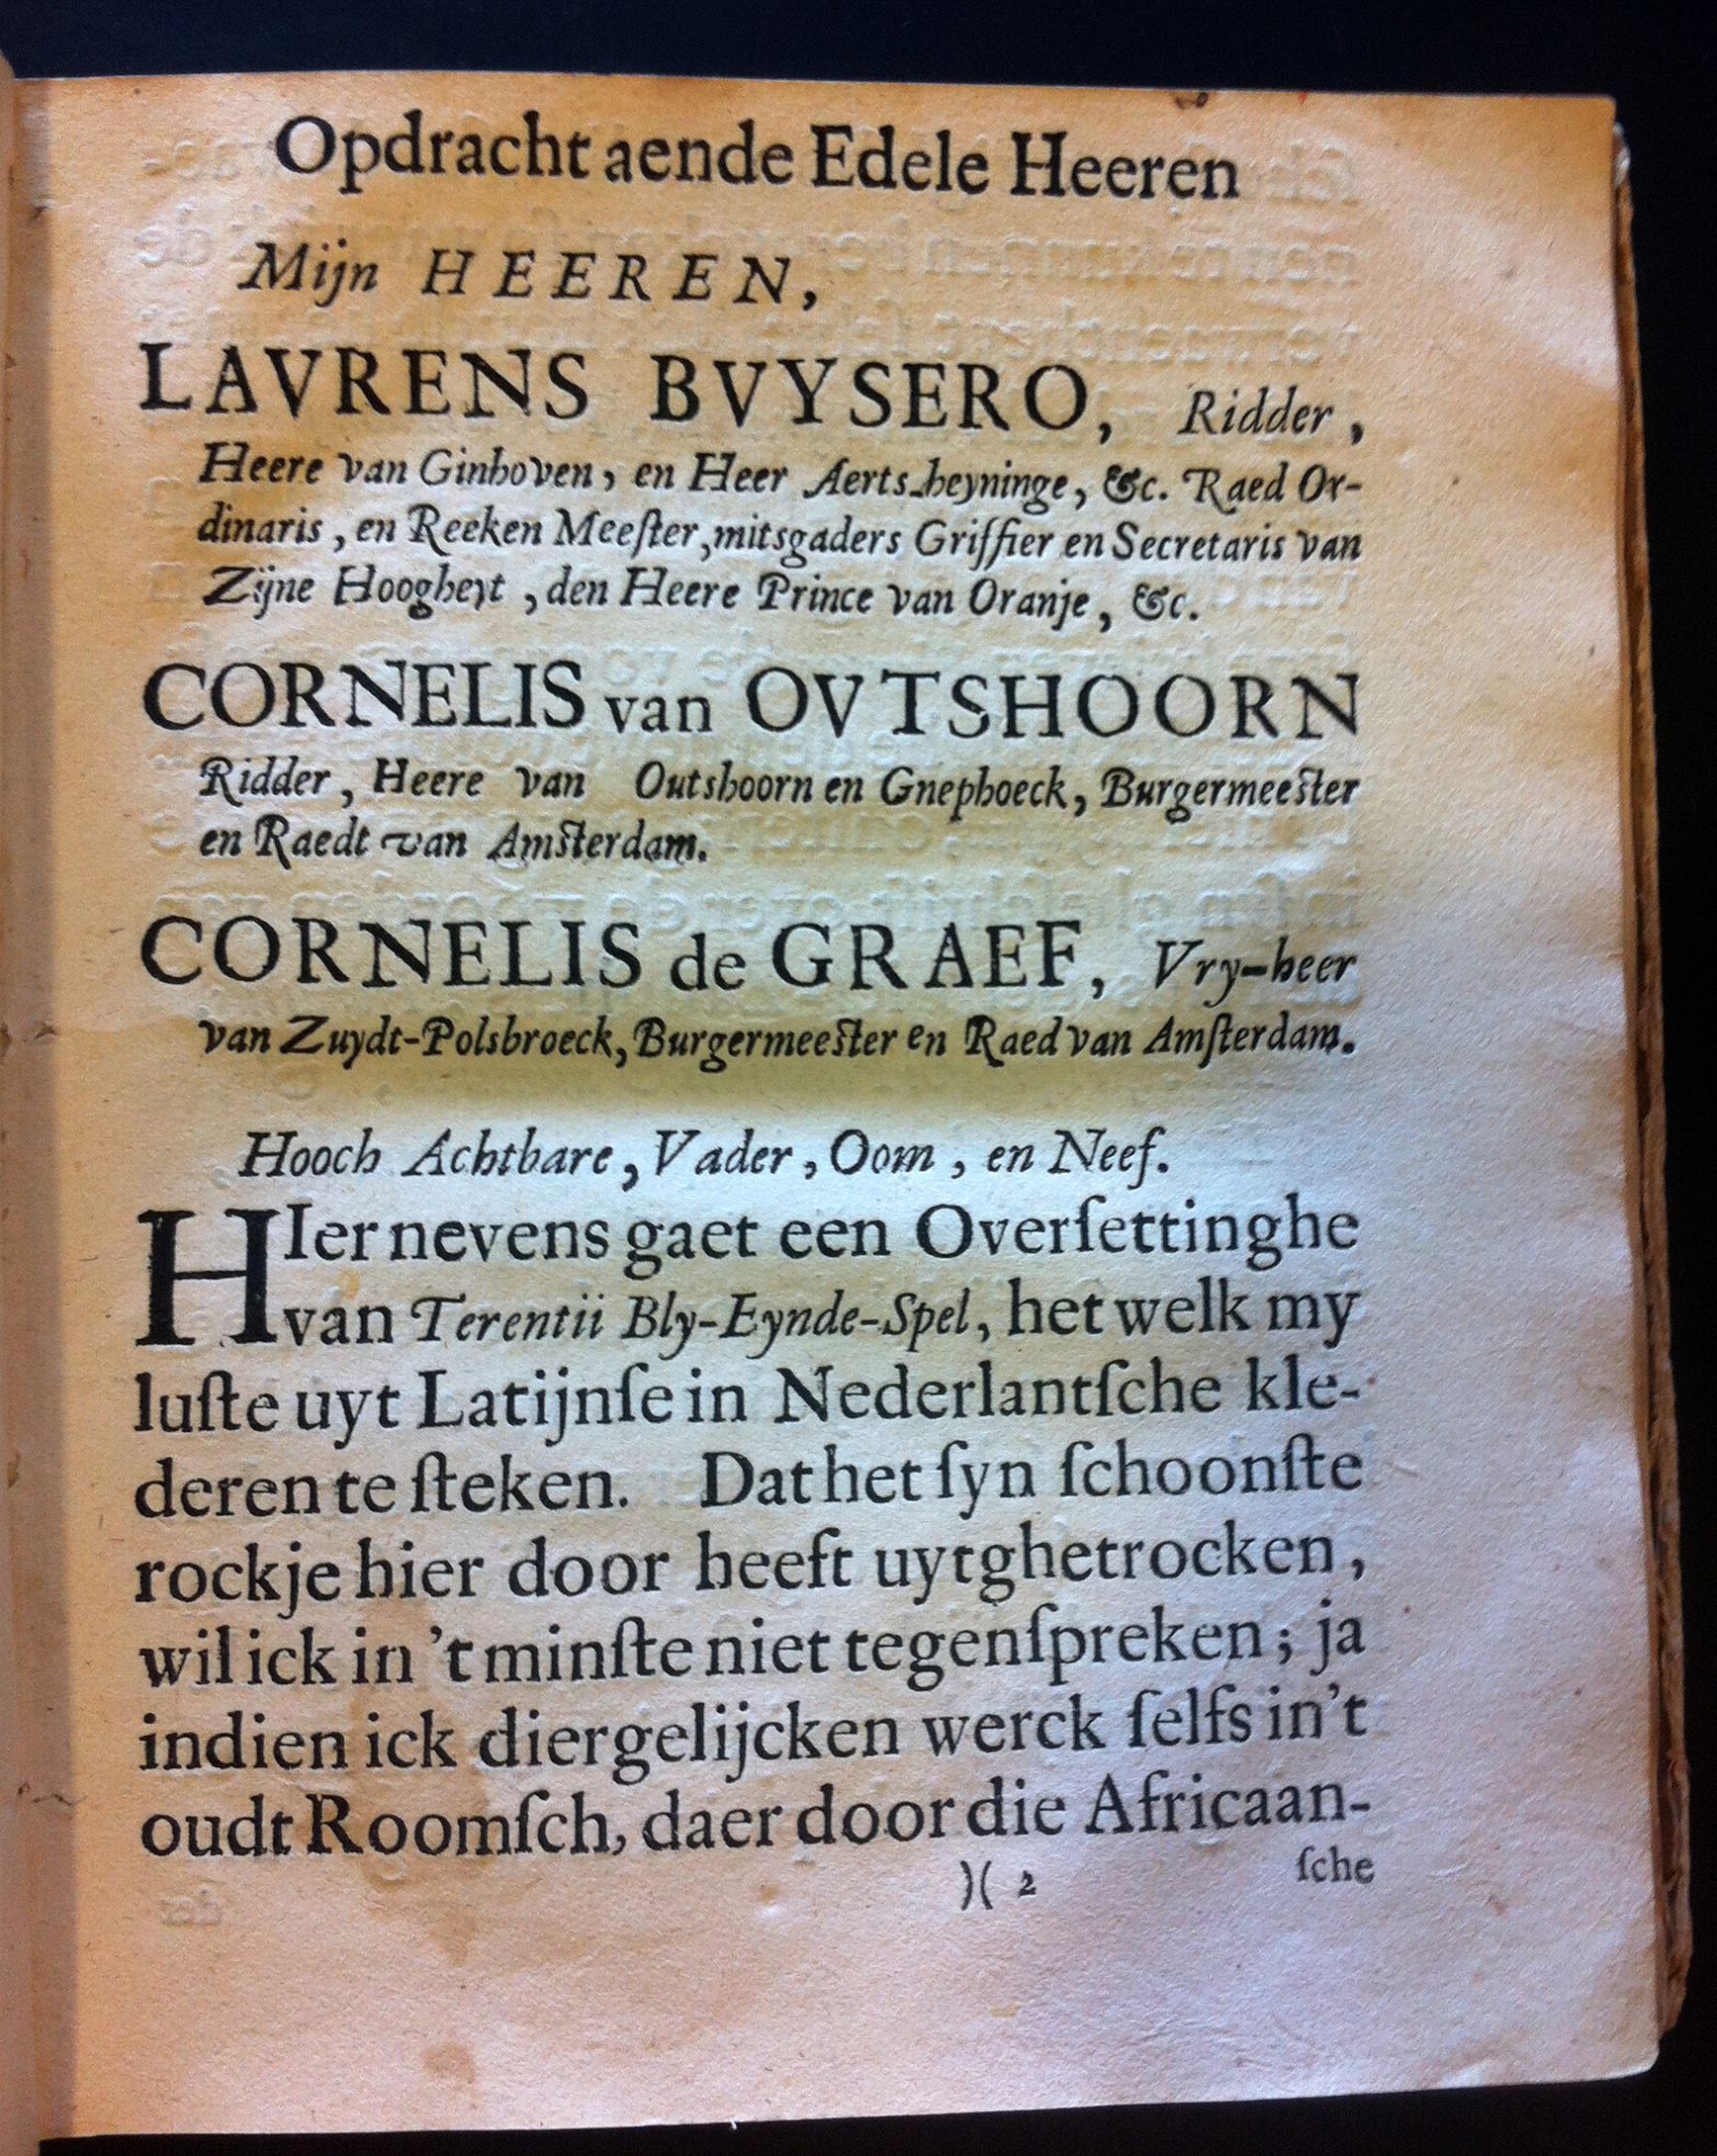 Opdracht aende Edele Heeren
Mijn HEEREN,
LAVRENS BVYSERO, Ridder,
Heere van Ginhoven, en Heer Aertsheyninge, &c. Raed Or-
dinaris, en Reeken Meeſter, mitsgaders Griffier en Secretaris van
Zijne Hoogheyt, den Heere Prince van Oranje, &c.
CORNELIS van OVTSHOORN
Ridder, Heere van Outshoorn en Gnephoeck, Burgermeeſter
en Raedt van Amſterdam.
CORNELIS de GRAEF, Vry-heer
van Zuydt-Polsbroeck, Burgermeeſter en Raed van Amſterdam.
Hooch Achtbare, Vader, Oom, en Neef.
HIer nevens gaet een Overſettinghe
van Terentii Bly-Eynde-Spel, het welk my
luſte uyt Latijnſe in Nederlantſche kle-
deren te ſteken. Dat het ſyn ſchoonſte
rockje hier door heeft uytghetrocken,
wil ick in 't minſte niet tegenſpreken; ja
indien ick diergelijcken werck ſelfs in't
oudt Roomſch, daer door die Africaan-
)( 2 ſche